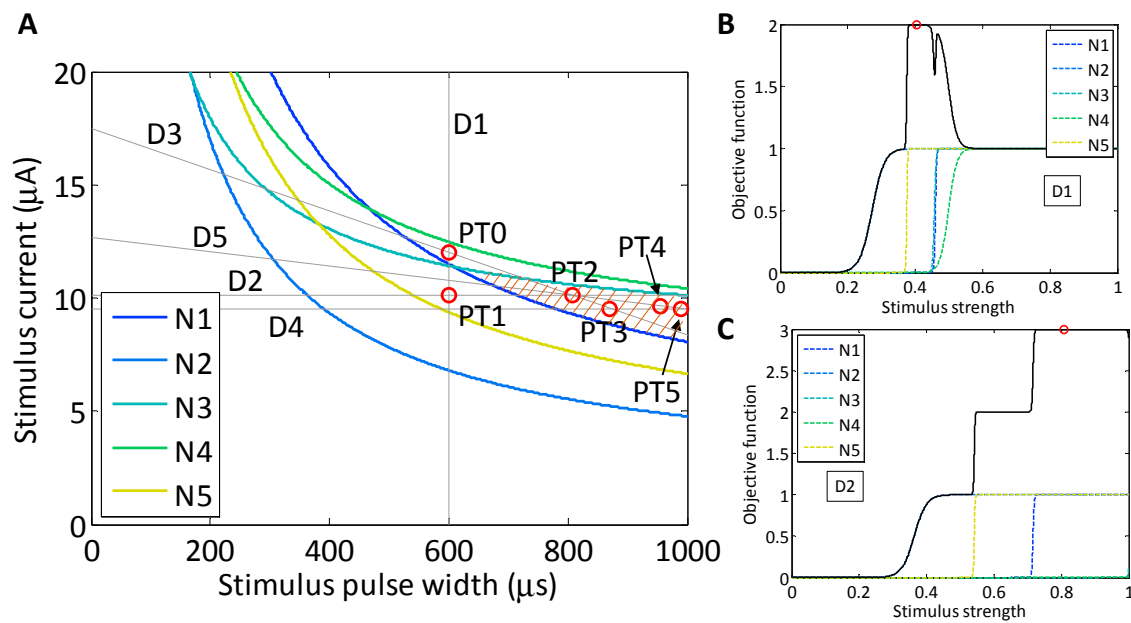 A
20
15
10
5
0
Stimulus current (μA)
D3
D5
D2
D4
D1
PT0
PT1
PT2
PT3
PT4
PT5
N1
N2
N3
N4
N5
0
200
400
600
800
1000
Stimulus pulse width (μs)
B
2
1.5
1
0.5
0
Objective function
N1
N2
N3
N4
N5
D1
0
0.2
0.4
0.6
0.8
1
Stimulus strength
C
3
2.5
2
1.5
1
0.5
0
Objective function
N1
N2
N3
N4
N5
D2
0
0.2
0.4
0.6
0.8
1
Stimulus strength